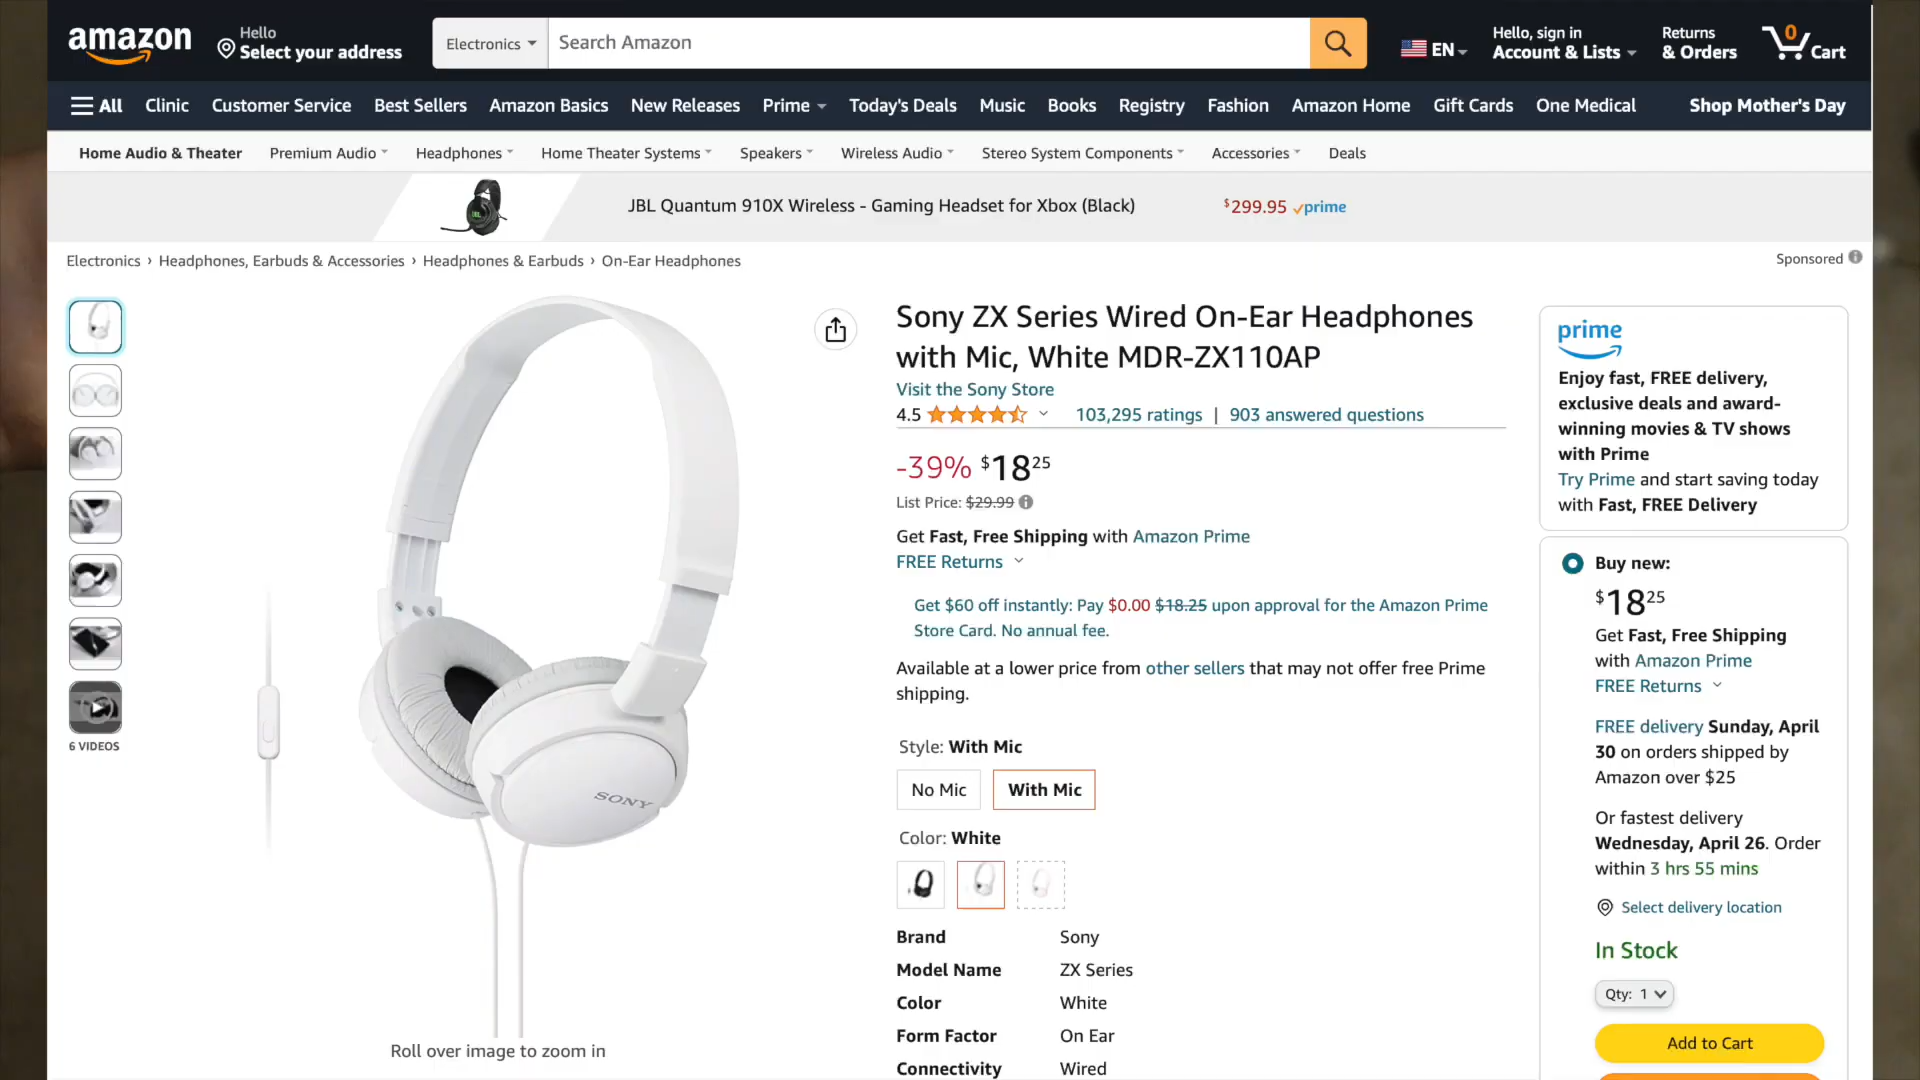 amazon
Hello
Select your address
Electronics
Search Amazon
EN
Hello, sign in
Account & Lists
Returns
& Orders
0
Cart
All
Clinic
Customer Service
Best Sellers
Amazon Basics
New Releases
Prime
Today's Deals
Music
Books
Registry
Fashion
Amazon Home
Gift Cards
One Medical
Shop Mother's Day
Home Audio & Theater
Premium Audio
Headphones
Home Theater Systems
Speakers
Wireless Audio
Stereo System Components
Accessories
Deals
JBL Quantum 910X Wireless - Gaming Headset for Xbox (Black)
$299.95 prime
Electronics › Headphones, Earbuds & Accessories › Headphones & Earbuds › On-Ear Headphones
Sponsored
6 VIDEOS
SONY
Roll over image to zoom in
Sony ZX Series Wired On-Ear Headphones
with Mic, White MDR-ZX110AP
Visit the Sony Store
4.5
103,295 ratings | 903 answered questions
-39% $18 25
List Price: $29.99
Get Fast, Free Shipping with Amazon Prime
FREE Returns
Get $60 off instantly: Pay $0.00 $18.25 upon approval for the Amazon Prime
Store Card. No annual fee.
Available at a lower price from other sellers that may not offer free Prime
shipping.
Style: With Mic
No Mic
With Mic
Color: White
Brand Sony
Model Name ZX Series
Color White
Form Factor On Ear
Connectivity Wired
prime
Enjoy fast, FREE delivery,
exclusive deals and award-
winning movies & TV shows
with Prime
Try Prime and start saving today
with Fast, FREE Delivery
Buy new:
$18 25
Get Fast, Free Shipping
with Amazon Prime
FREE Returns
FREE delivery Sunday, April
30 on orders shipped by
Amazon over $25
Or fastest delivery
Wednesday, April 26. Order
within 3 hrs 55 mins
Select delivery location
In Stock
Qty: 1
Add to Cart